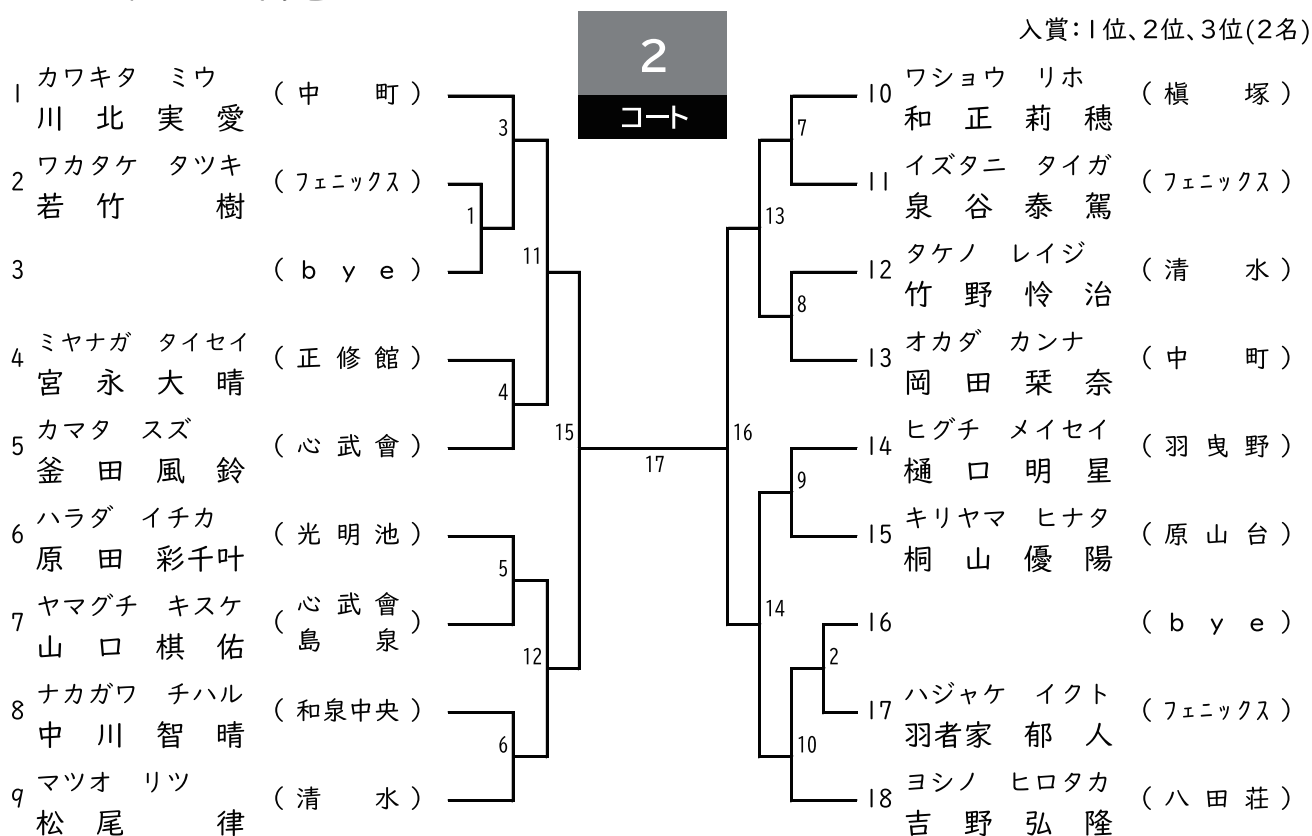 2
コート
入賞:1位、2位、3位(2名)
1 カワキタ ミウ
川北実愛 (中町)
2 ワカタケ タツキ
若竹樹 (フェニックス)
3 (bye)
4 ミヤナガ タイセイ
宮永大晴 (正修館)
5 カマタ スズ
釜田風鈴 (心武會)
6 ハラダ イチカ
原田彩千叶 (光明池)
7 ヤマグチ キスケ
山口棋佑 (心武會島泉)
8 ナカガワ チハル
中川智晴 (和泉中央)
9 マツオ リツ
松尾律 (清水)
3
1
11
4
15
5
12
6
17
7
13
8
16
9
14
2
10
10 ワショウ リホ
和正莉穂 (槇塚)
11 イズタニ タイガ
泉谷泰駕 (フェニックス)
12 タケノ レイジ
竹野怜治 (清水)
13 オカダ カンナ
岡田栞奈 (中町)
14 ヒグチ メイセイ
樋口明星 (羽曳野)
15 キリヤマ ヒナタ
桐山優陽 (原山台)
16 (bye)
17 ハジャケ イクト
羽者家郁人 (フェニックス)
18 ヨシノ ヒロタカ
吉野弘隆 (八田荘)